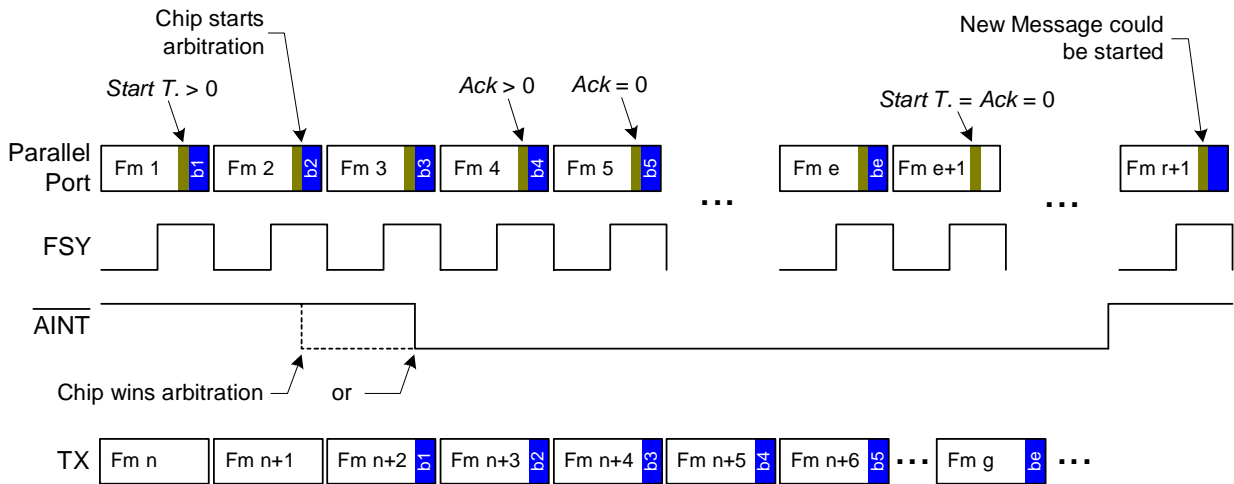 Chip starts
arbitration
New Message could
be started
Start T. > 0
Ack > 0
Ack = 0
Start T. = Ack = 0
Parallel
Port
Fm 1 b1 Fm 2 b2 Fm 3 b3 Fm 4 b4 Fm 5 b5 ... Fm e be Fm e+1 ... Fm r+1
FSY
AINT
Chip wins arbitration or
TX Fm n Fm n+1 Fm n+2 b1 Fm n+3 b2 Fm n+4 b3 Fm n+5 b4 Fm n+6 b5 ... Fm g be ...